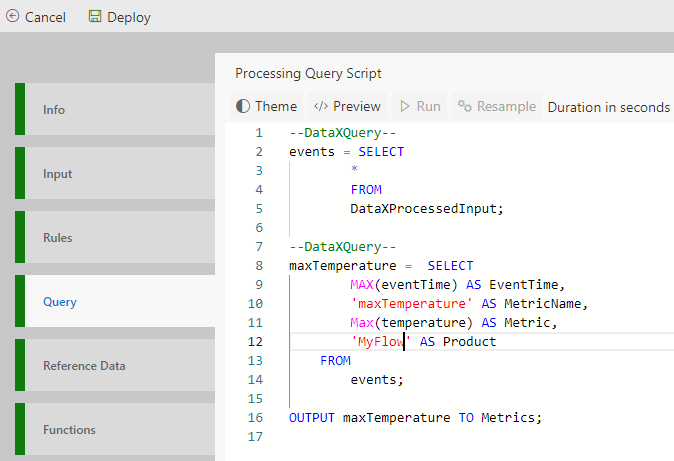 Cancel Deploy
Processing Query Script
Info
Input
Rules
Query
Reference Data
Functions
Theme </> Preview Run Resample Duration in seconds
1 --DataXQuery--
2 events = SELECT
3 *
4 FROM
5 DataXProcessedInput;
6
7 --DataXQuery--
8 maxTemperature =  SELECT
9 MAX(eventTime) AS EventTime,
10 'maxTemperature' AS MetricName,
11 Max(temperature) AS Metric,
12 'MyFlow' AS Product
13 FROM
14 events;
15
16 OUTPUT maxTemperature TO Metrics;
17